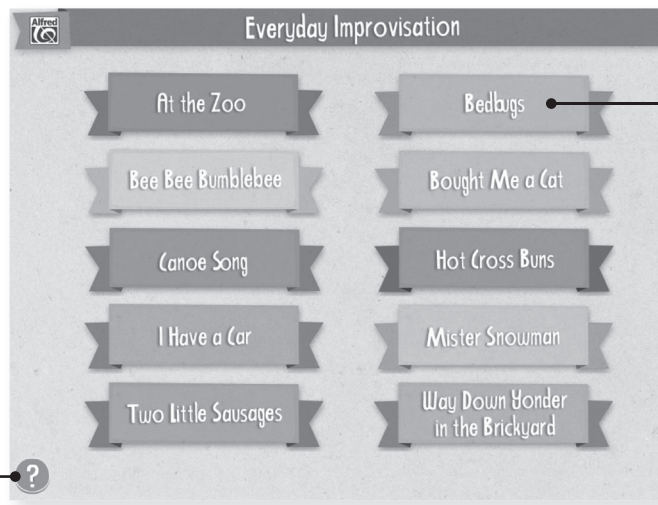 Alfred
Everyday Improvisation
At the Zoo
Bedbugs
Bee Bee Bumblebee
Bought Me a Cat
Canoe Song
Hot Cross Buns
I Have a Car
Mister Snowman
Two Little Sausages
Way Down Yonder
in the Brickyard
?